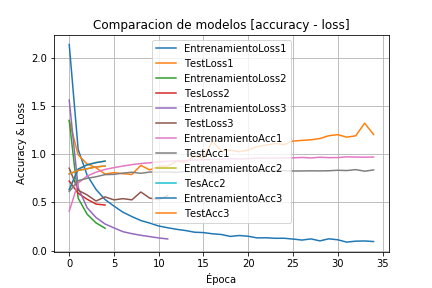 Comparacion de modelos [accuracy - loss]
Accuracy & Loss
2.0
1.5
1.0
0.5
0.0
EntrenamientoLoss1
TestLoss1
EntrenamientoLoss2
TesLoss2
EntrenamientoLoss3
TestLoss3
EntrenamientoAcc1
TestAcc1
EntrenamientoAcc2
TesAcc2
EntrenamientoAcc3
TestAcc3
0 5 10 15 20 25 30 35
Época